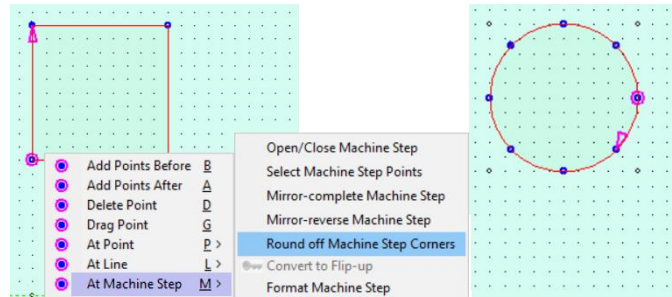 Add Points Before B
Add Points After A
Delete Point D
Drag Point G
At Point P >
At Line L >
At Machine Step M >
Open/Close Machine Step
Select Machine Step Points
Mirror-complete Machine Step
Mirror-reverse Machine Step
Round off Machine Step Corners
Convert to Flip-up
Format Machine Step